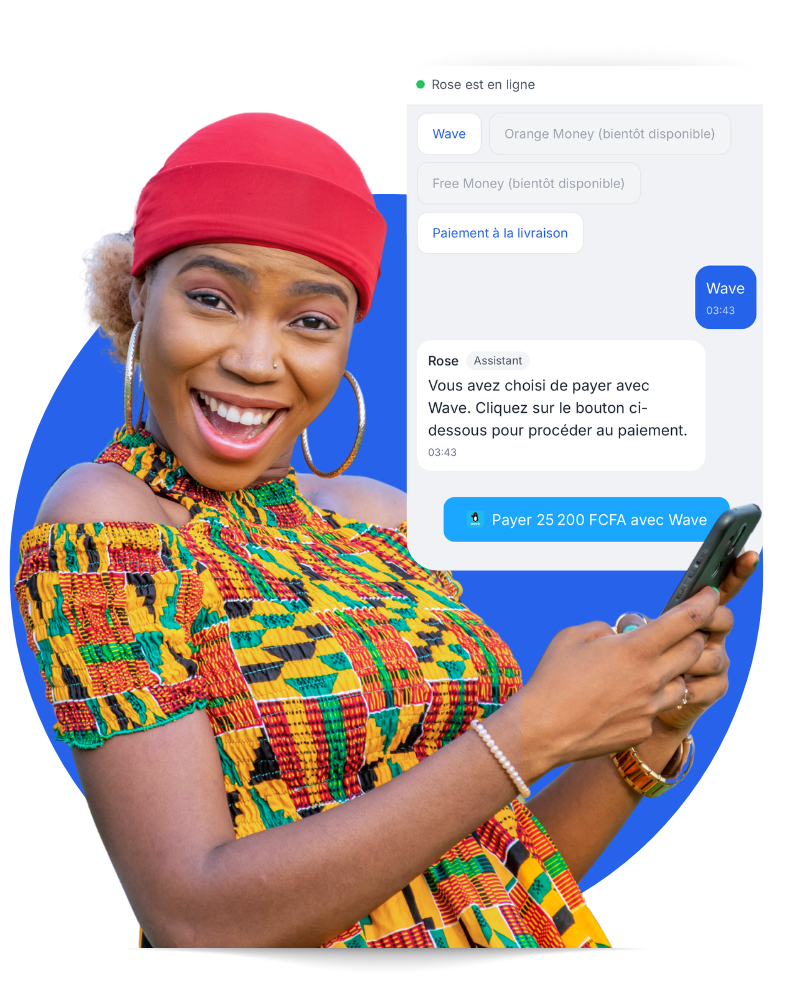 Rose est en ligne
Wave
Orange Money (bientôt disponible)
Free Money (bientôt disponible)
Paiement à la livraison
Wave
03:43
Rose Assistant
Vous avez choisi de payer avec
Wave. Cliquez sur le bouton ci-
dessous pour procéder au paiement.
03:43
Payer 25 200 FCFA avec Wave